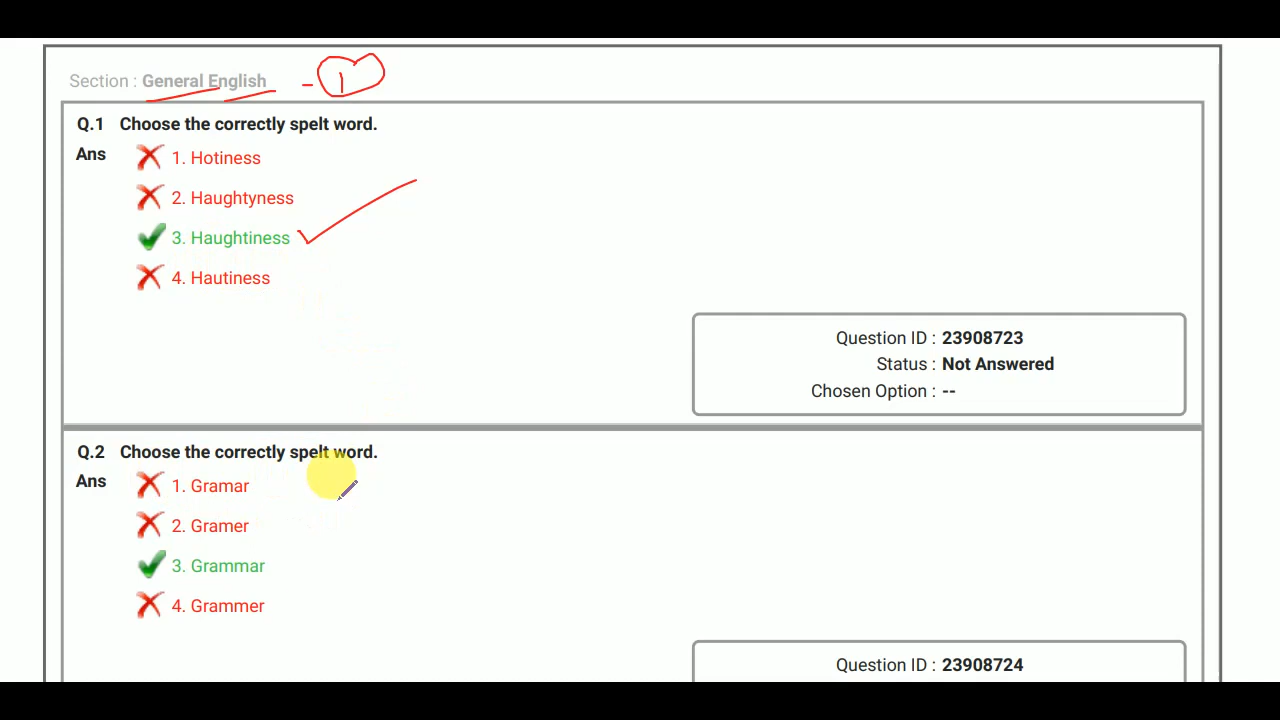 Section : General English - 1
Q.1 Choose the correctly spelt word.
Ans 1. Hotiness
2. Haughtyness
3. Haughtiness
4. Hautiness
Question ID : 23908723
Status : Not Answered
Chosen Option : --
Q.2 Choose the correctly spelt word.
Ans 1. Gramar
2. Gramer
3. Grammar
4. Grammer
Question ID : 23908724